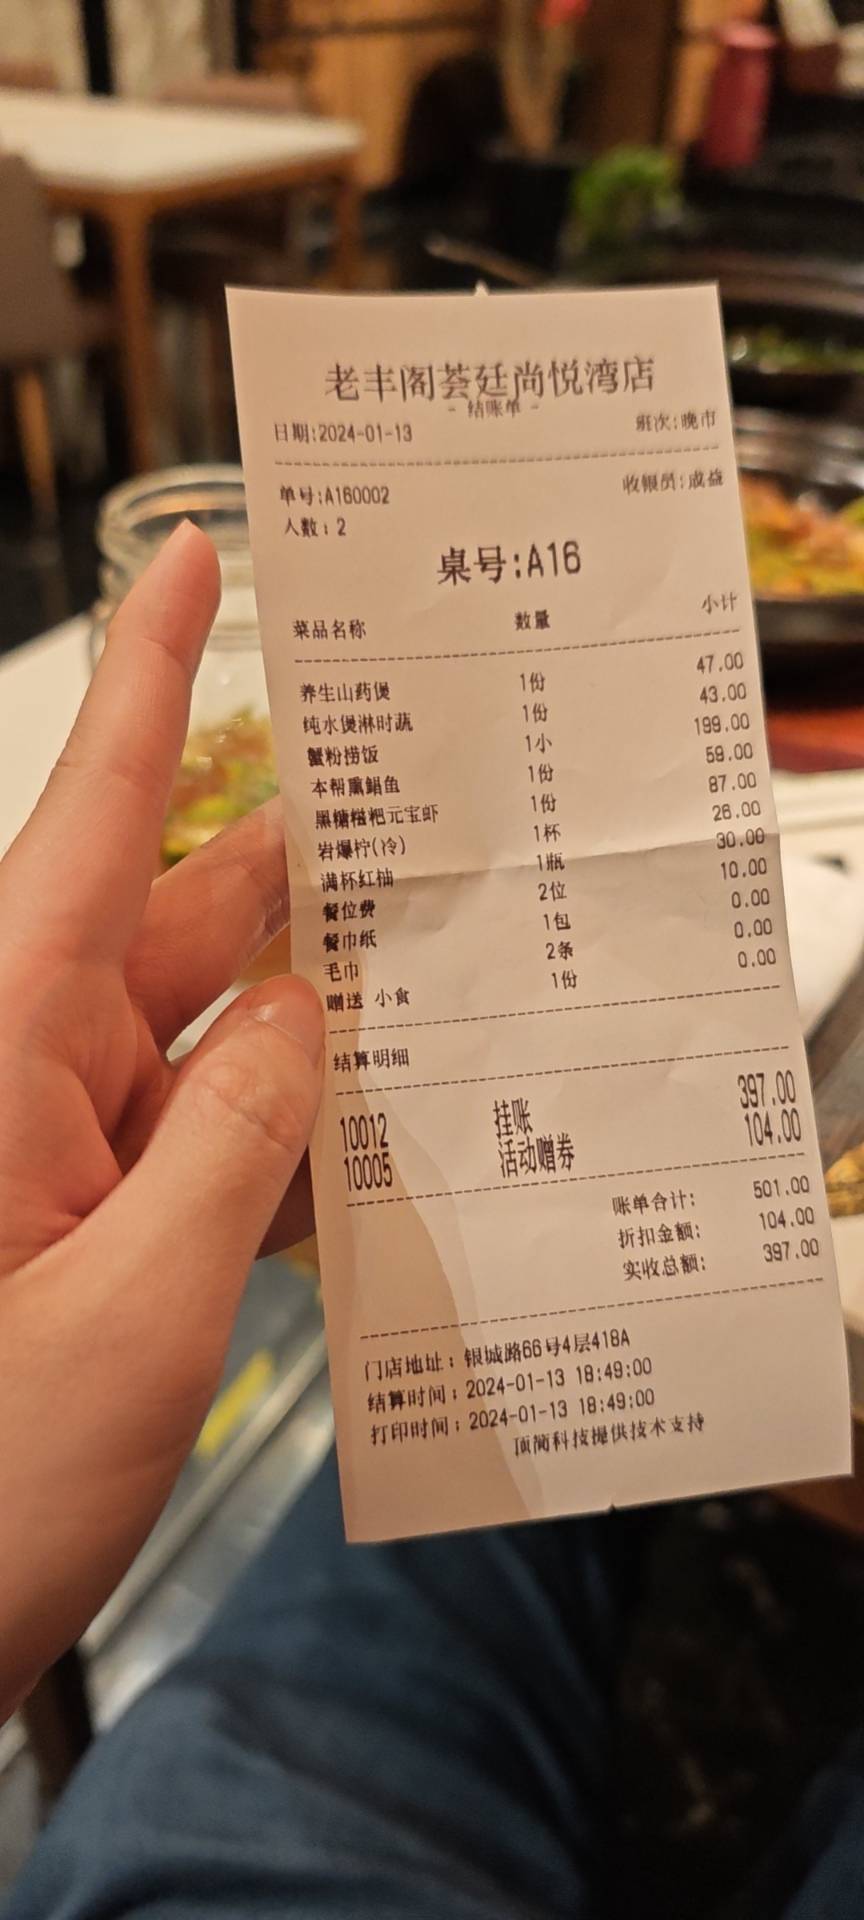 老丰阁荟廷尚悦湾店
- 结账单 -
日期:2024-01-13 班次:晚市
单号:A160002 收银员:成益
人数: 2
桌号:A16
菜品名称 数量 小计
养生山药煲 1份 47.00
纯水煲淋时蔬 1份 43.00
蟹粉捞饭 1小 199.00
本帮熏鲳鱼 1份 59.00
黑糖糍粑元宝虾 1份 87.00
岩爆柠(冷) 1杯 26.00
满杯红柚 1瓶 30.00
餐位费 2位 10.00
餐巾纸 1包 0.00
毛巾 2条 0.00
赠送 小食 1份 0.00
结算明细
10012 挂账 397.00
10005 活动赠券 104.00
账单合计: 501.00
折扣金额: 104.00
实收总额: 397.00
门店地址: 银城路66号4层418A
结算时间: 2024-01-13 18:49:00
打印时间: 2024-01-13 18:49:00
顶简科技提供技术支持